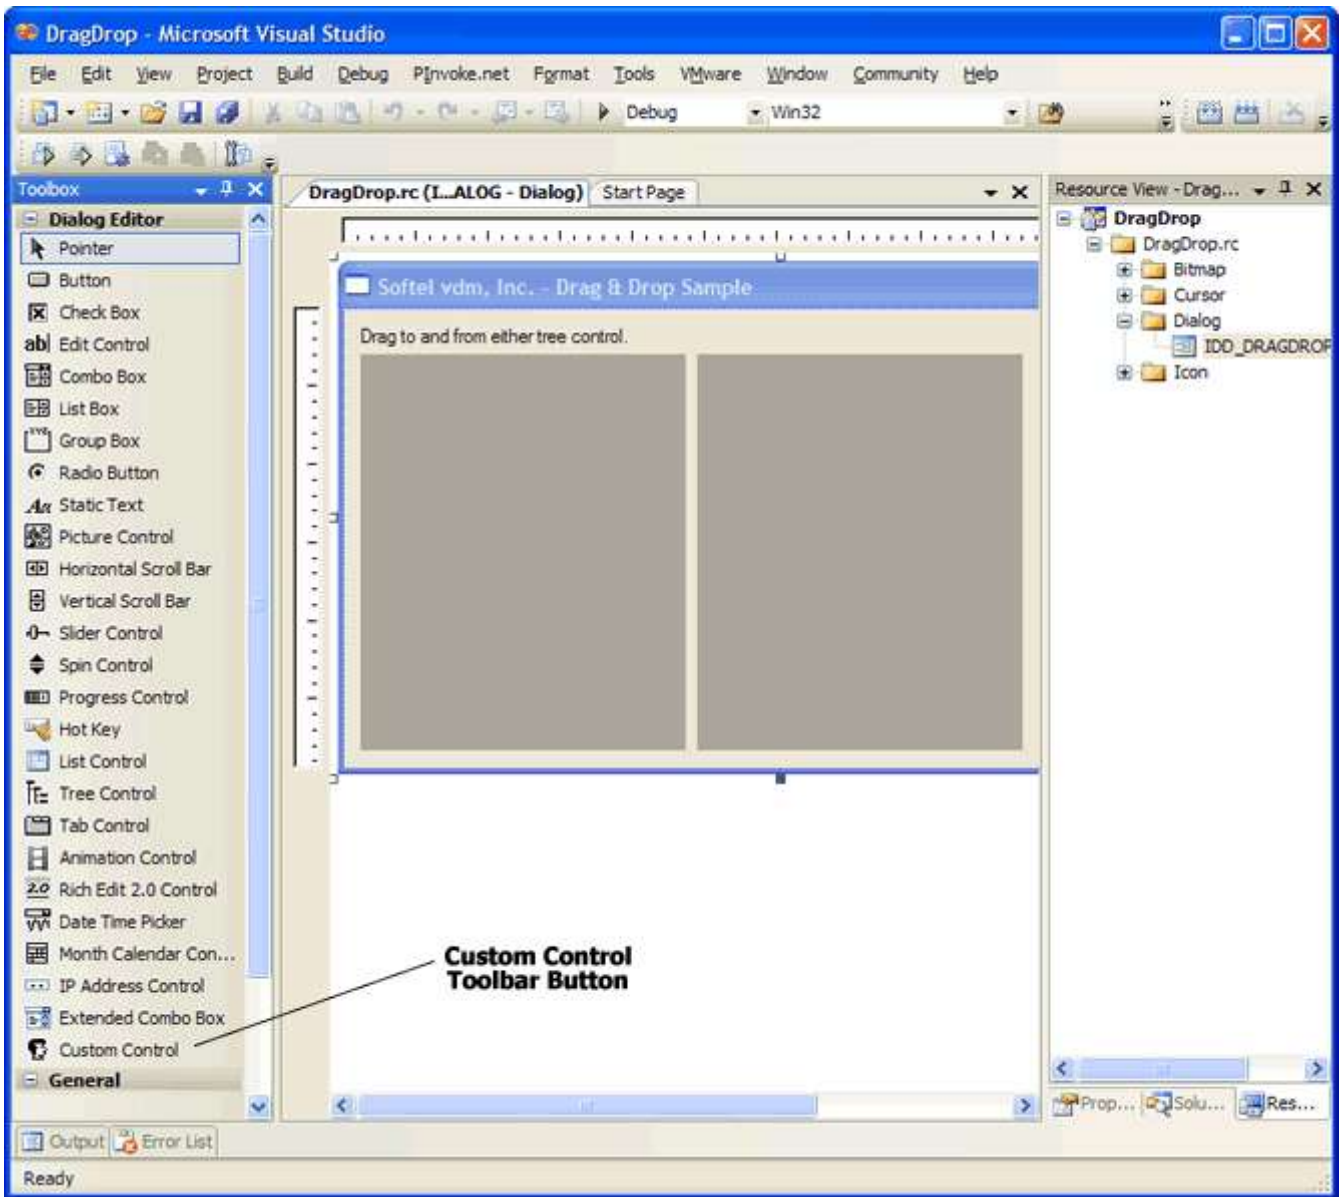 DragDrop - Microsoft Visual Studio
File Edit View Project Build Debug PInvoke.net Format Tools VMware Window Community Help
Debug Win32
Toolbox
Dialog Editor
Pointer
Button
Check Box
ab| Edit Control
Combo Box
List Box
Group Box
Radio Button
Aa Static Text
Picture Control
Horizontal Scroll Bar
Vertical Scroll Bar
Slider Control
Spin Control
Progress Control
Hot Key
List Control
Tree Control
Tab Control
Animation Control
2.0 Rich Edit 2.0 Control
Date Time Picker
Month Calendar Con...
IP Address Control
Extended Combo Box
Custom Control
General
DragDrop.rc (I...ALOG - Dialog) Start Page
Softel vdm, Inc. - Drag & Drop Sample
Drag to and from either tree control.
Custom Control
Toolbar Button
Resource View - Drag...
DragDrop
DragDrop.rc
Bitmap
Cursor
Dialog
IDD_DRAGDROP
Icon
Prop... Solu... Res...
Output Error List
Ready